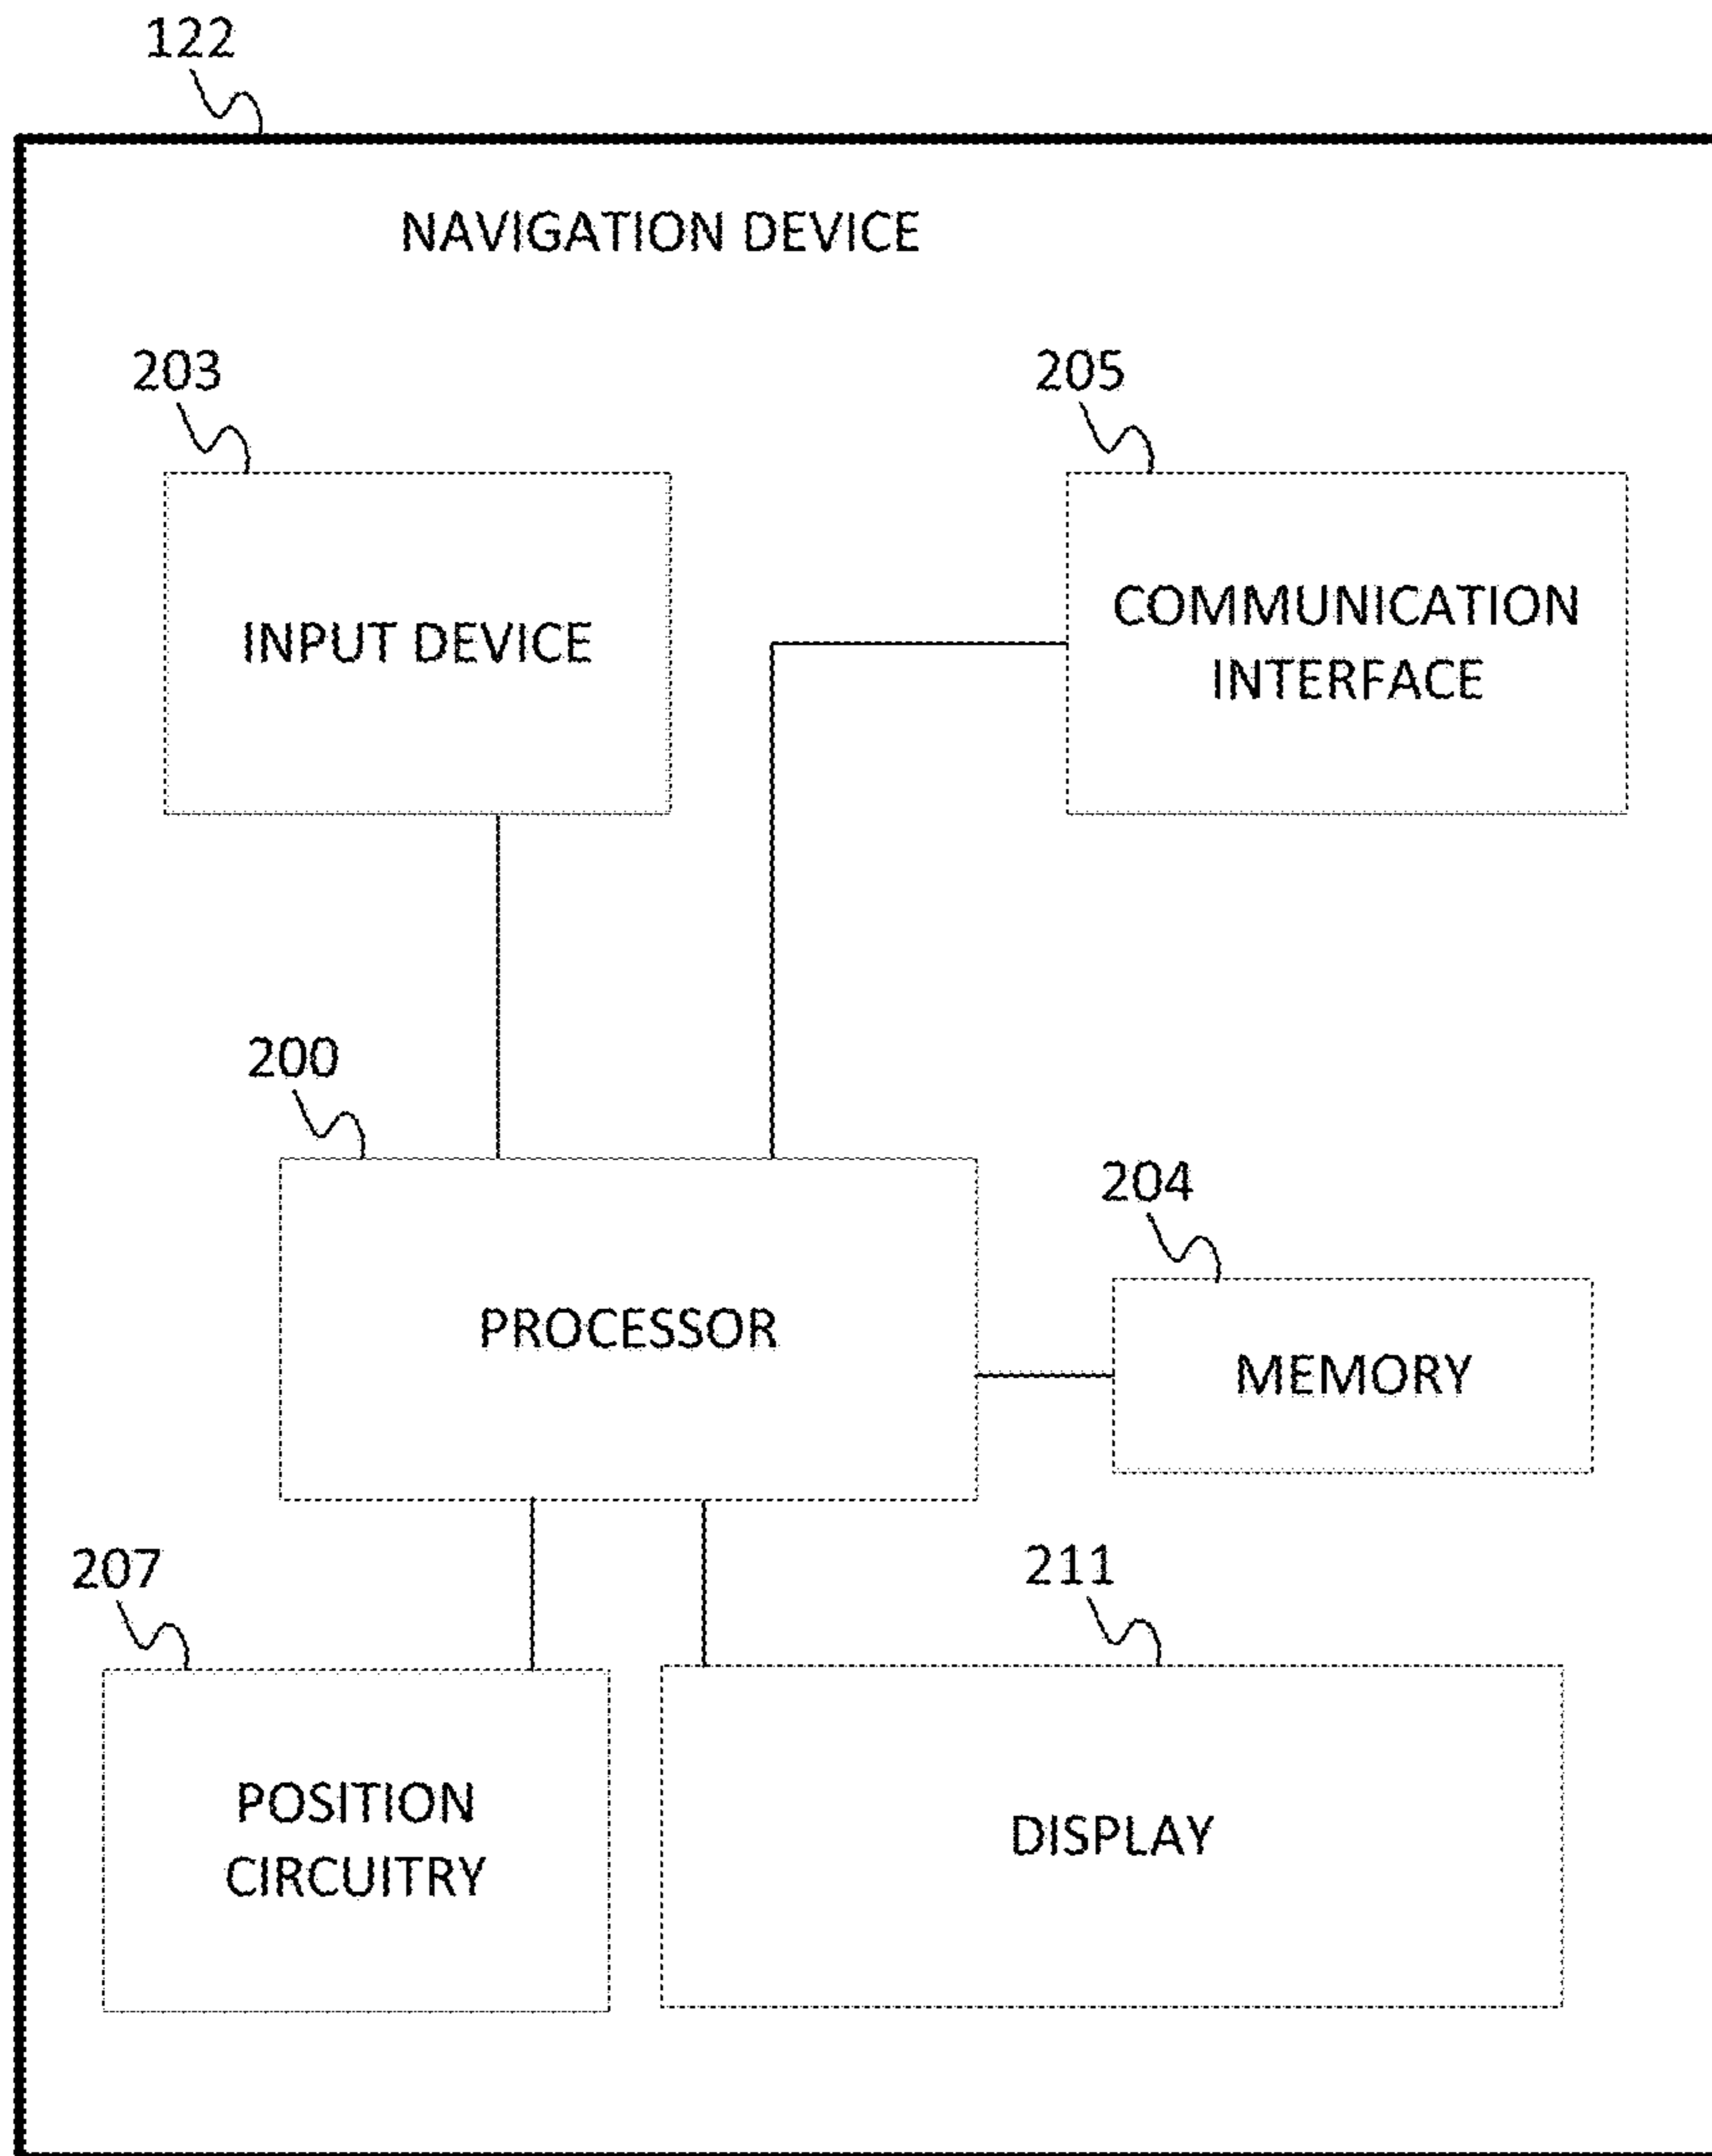 122
NAVIGATION DEVICE
203
205
INPUT DEVICE
COMMUNICATION
INTERFACE
200
204
PROCESSOR
MEMORY
207
211
POSITION
CIRCUITRY
DISPLAY